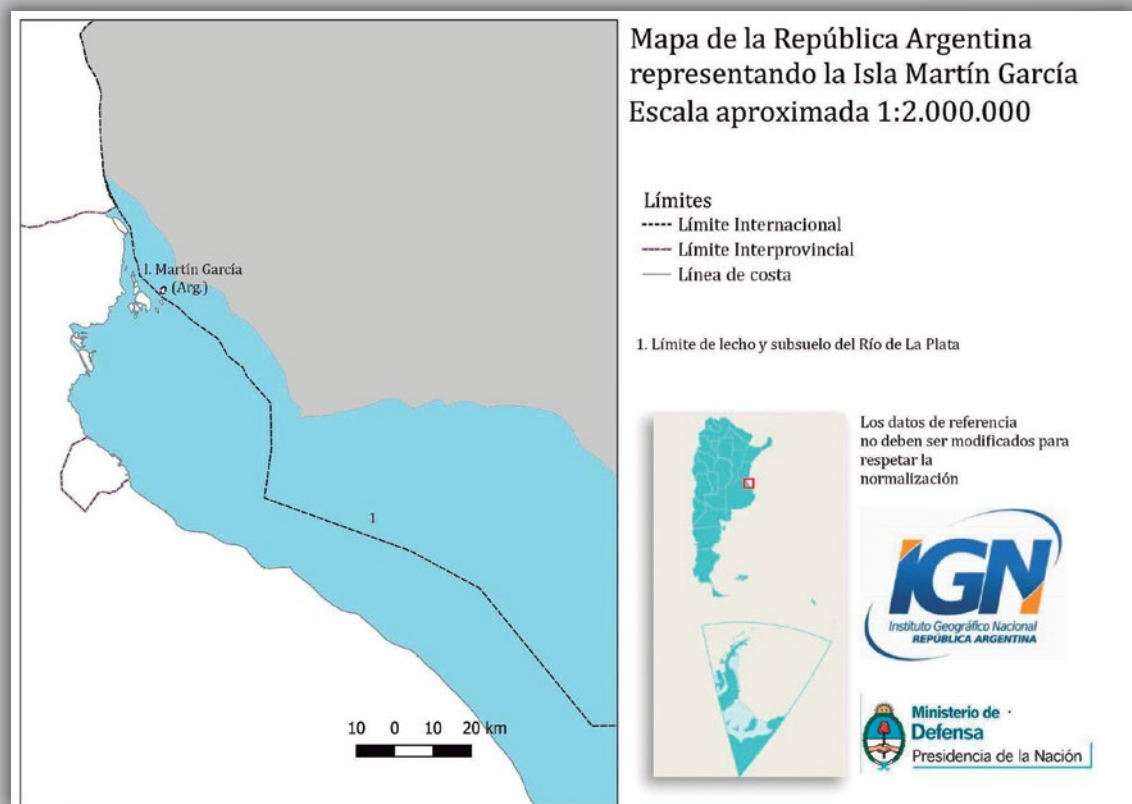 Mapa de la República Argentina
representando la Isla Martín García
Escala aproximada 1:2.000.000
Límites
Límite Internacional
Límite Interprovincial
Línea de costa
1. Límite de lecho y subsuelo del Río de La Plata
I. Martín García
(Arg.)
1
10 0 10 20 km
Los datos de referencia
no deben ser modificados para
respetar la
normalización
IGN
Instituto Geográfico Nacional
REPÚBLICA ARGENTINA
Ministerio de
Defensa
Presidencia de la Nación